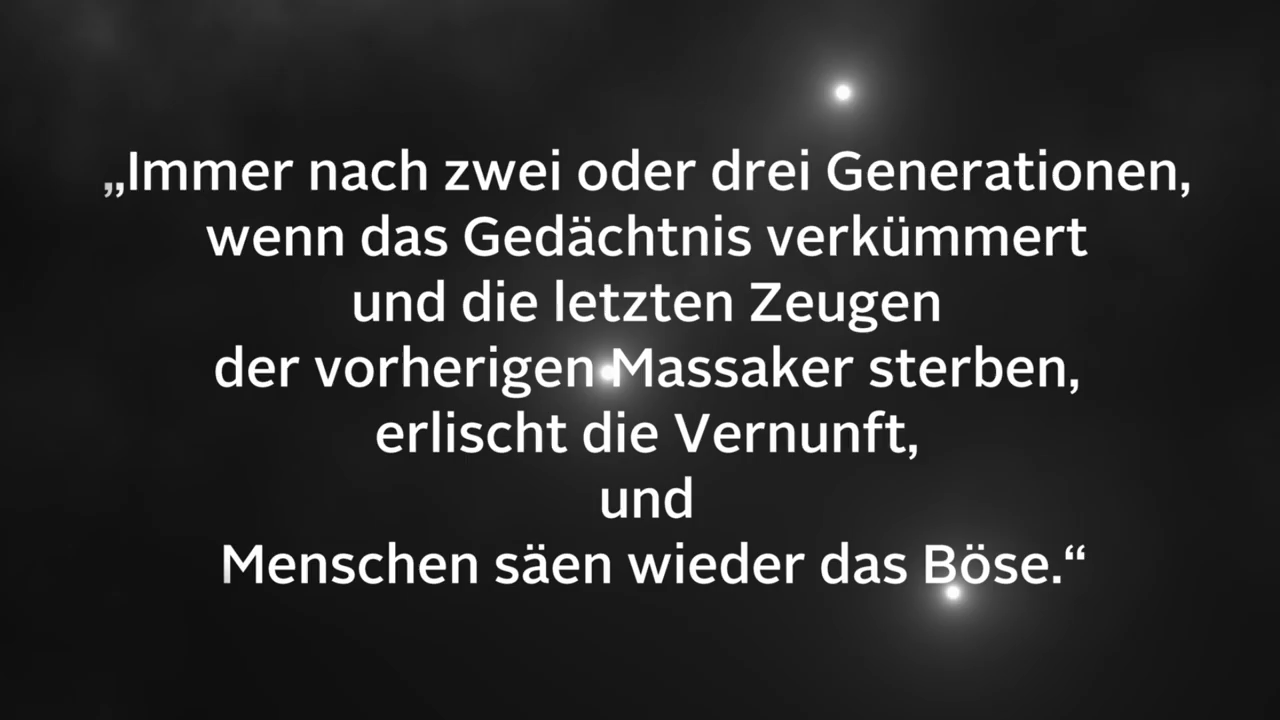 „Immer nach zwei oder drei Generationen,
wenn das Gedächtnis verkümmert
und die letzten Zeugen
der vorherigen Massaker sterben,
erlischt die Vernunft,
und
Menschen säen wieder das Böse.“